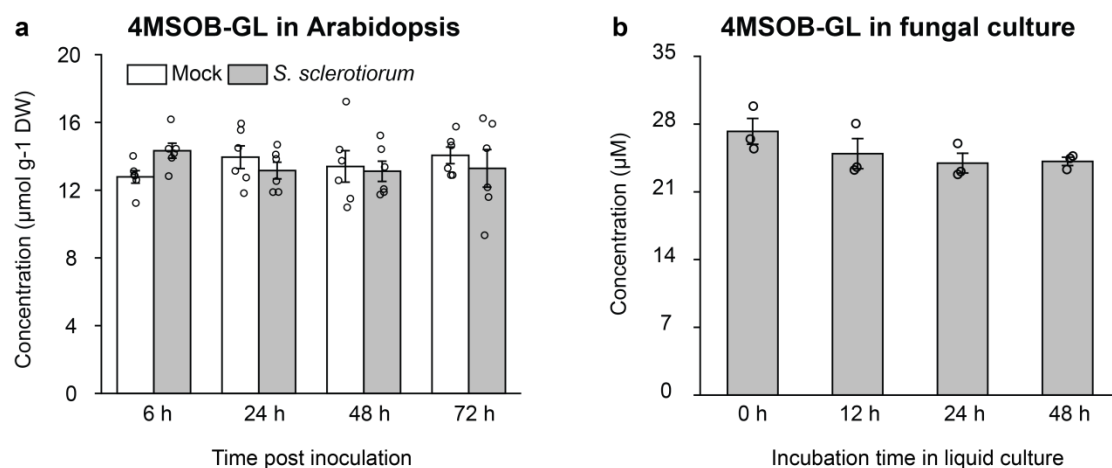 a
4MSOB-GL in Arabidopsis
20
16
12
8
4
0
Concentration (µmol g-1 DW)
Mock
S. sclerotiorum
6 h
24 h
48 h
72 h
Time post inoculation
b
4MSOB-GL in fungal culture
35
28
21
14
7
0
Concentration (µM)
0 h
12 h
24 h
48 h
Incubation time in liquid culture